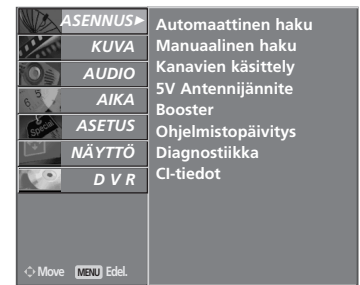 ASENNUS
KUVA
AUDIO
AIKA
ASETUS
NÄYTTÖ
D V R
Automaattinen haku
Manuaalinen haku
Kanavien käsittely
5V Antennijännite
Booster
Ohjelmistopäivitys
Diagnostiikka
CI-tiedot
Move MENU Edel.